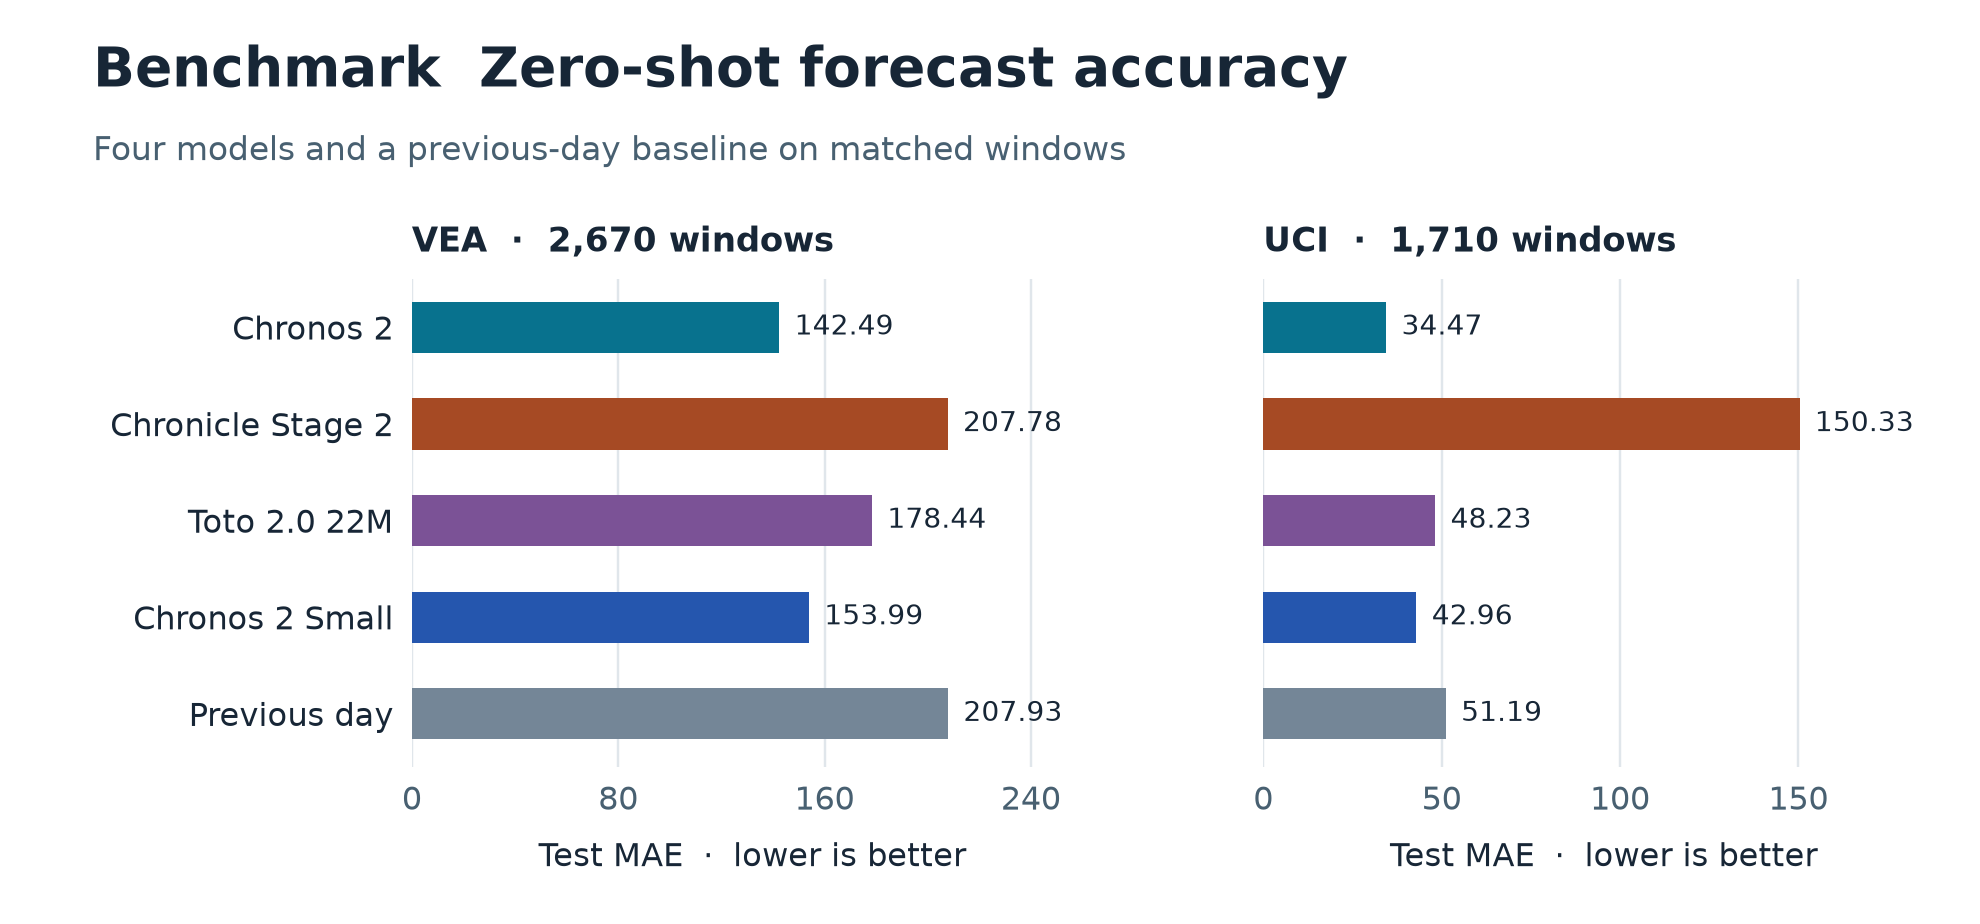 Benchmark  Zero-shot forecast accuracy
Four models and a previous-day baseline on matched windows
VEA · 2,670 windows
Chronos 2 142.49
Chronicle Stage 2 207.78
Toto 2.0 22M 178.44
Chronos 2 Small 153.99
Previous day 207.93
0 80 160 240
Test MAE · lower is better
UCI · 1,710 windows
34.47
150.33
48.23
42.96
51.19
0 50 100 150
Test MAE · lower is better